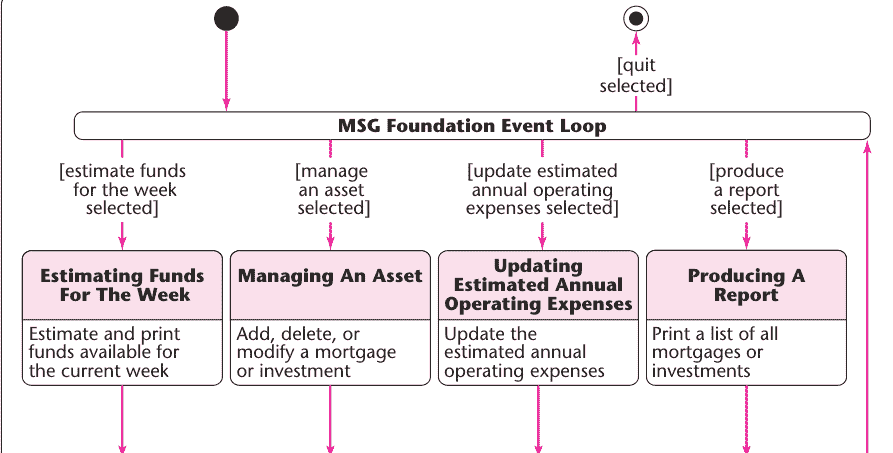 [quit
selected]
MSG Foundation Event Loop
[estimate funds
for the week
selected]
[manage
an asset
selected]
[update estimated
annual operating
expenses selected]
[produce
a report
selected]
Estimating Funds
For The Week
Estimate and print
funds available for
the current week
Managing An Asset
Add, delete, or
modify a mortgage
or investment
Updating
Estimated Annual
Operating Expenses
Update the
estimated annual
operating expenses
Producing A
Report
Print a list of all
mortgages or
investments